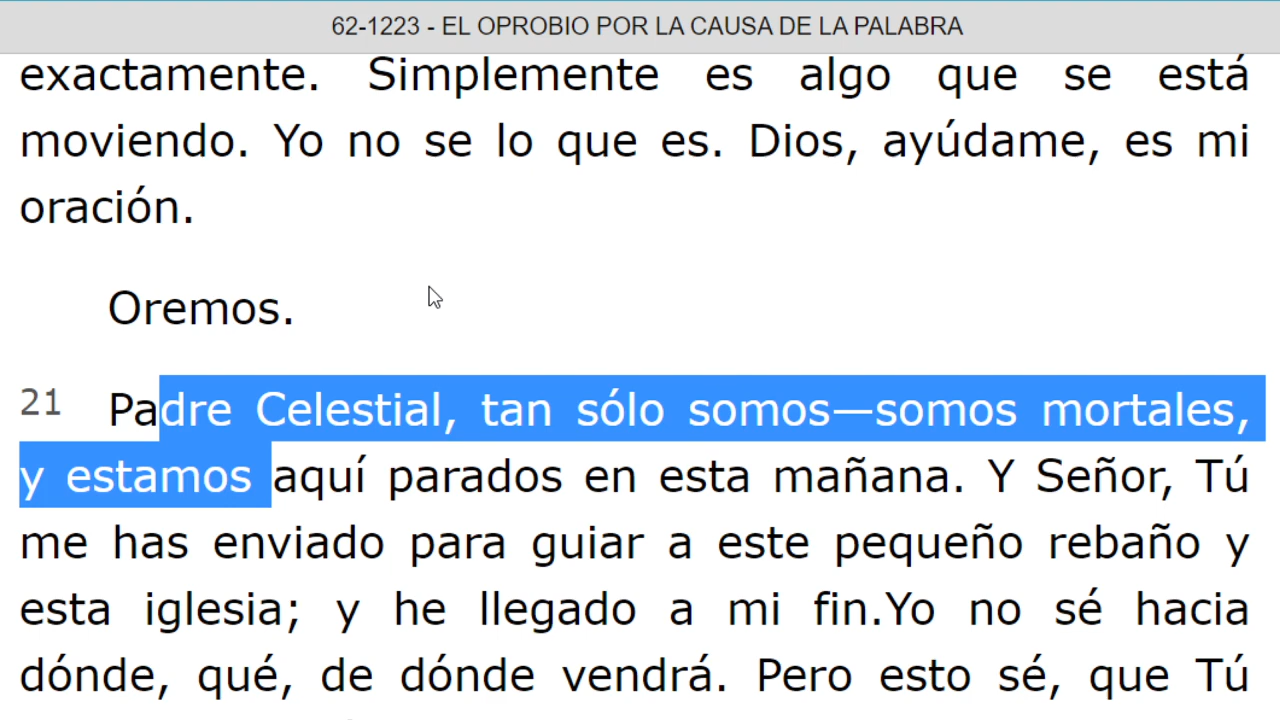 62-1223 - EL OPROBIO POR LA CAUSA DE LA PALABRA
exactamente. Simplemente es algo que se está
moviendo. Yo no se lo que es. Dios, ayúdame, es mi
oración.
Oremos.
21 Padre Celestial, tan sólo somos—somos mortales,
y estamos aquí parados en esta mañana. Y Señor, Tú
me has enviado para guiar a este pequeño rebaño y
esta iglesia; y he llegado a mi fin.Yo no sé hacia
dónde, qué, de dónde vendrá. Pero esto sé, que Tú